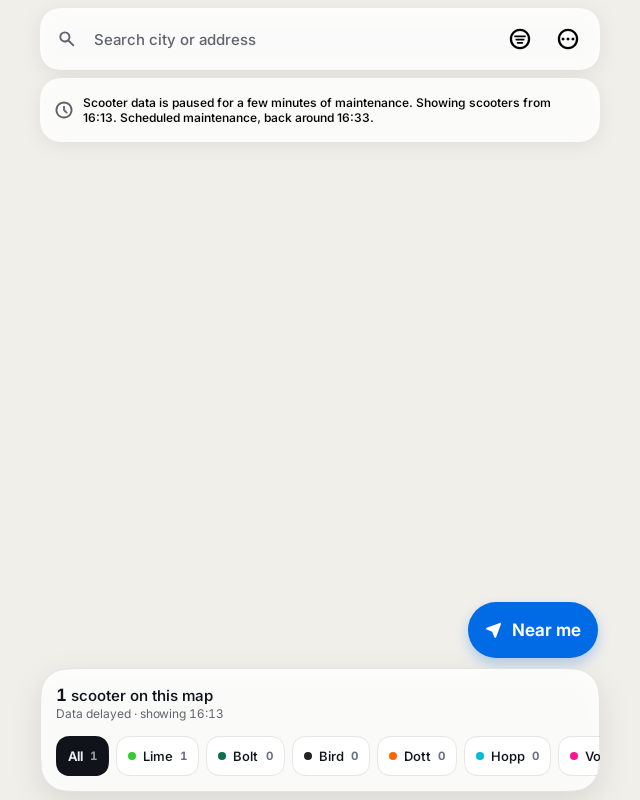 Search city or address
Scooter data is paused for a few minutes of maintenance. Showing scooters from
16:13. Scheduled maintenance, back around 16:33.
Near me
1 scooter on this map
Data delayed · showing 16:13
All 1 Lime 1 Bolt 0 Bird 0 Dott 0 Hopp 0 Vo